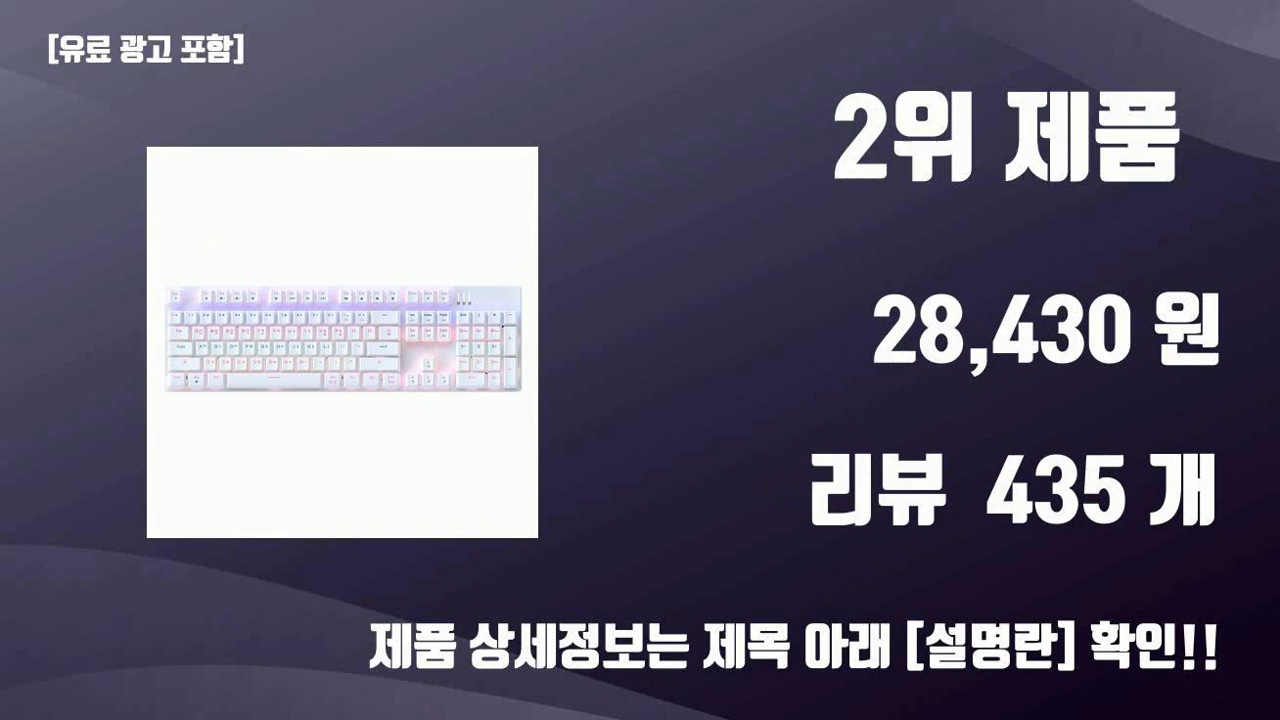 [유료 광고 포함]
2위 제품
28,430 원
리뷰 435 개
제품 상세정보는 제목 아래 [설명란] 확인!!